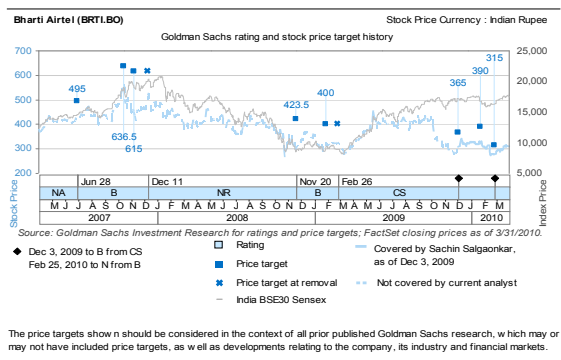 Bharti Airtel (BRTI.BO) Stock Price Currency : Indian Rupee
Goldman Sachs rating and stock price target history
700 25,000
600 20,000
500 15,000
400 10,000
300 5,000
200
495
636.5
615
423.5
400
365
390
315
Jun 28 Dec 11 Nov 20 Feb 26
NA B NR B CS
M J J A S O N D J F M A M J J A S O N D J F M A M J J A S O N D J F M
2007 2008 2009 2010
Stock Price
Index Price
Source: Goldman Sachs Investment Research for ratings and price targets; FactSet closing prices as of 3/31/2010.
Dec 3, 2009 to B from CS
Feb 25, 2010 to N from B
Rating
Price target
Price target at removal
India BSE30 Sensex
Covered by Sachin Salgaonkar,
as of Dec 3, 2009
Not covered by current analyst
The price targets shown should be considered in the context of all prior published Goldman Sachs research, which may or
may not have included price targets, as well as developments relating to the company, its industry and financial markets.